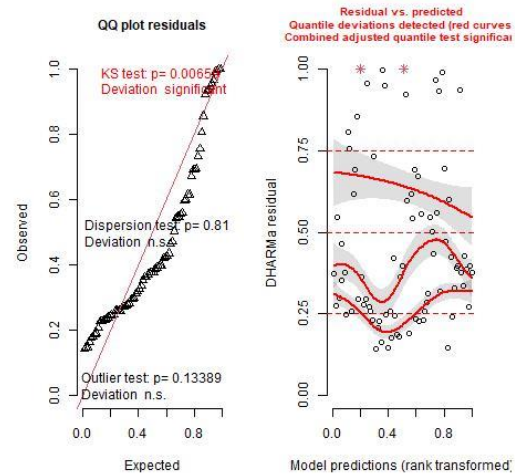 QQ plot residuals
KS test: p= 0.0065
Deviation significant
Dispersion test: p= 0.81
Deviation n.s.
Outlier test: p= 0.13389
Deviation n.s.
Observed
0.0
0.2
0.4
0.6
0.8
1.0
0.0
0.4
0.8
Expected
Residual vs. predicted
Quantile deviations detected (red curves
Combined adjusted quantile test significan
DHARMa residual
0.00
0.25
0.50
0.75
1.00
0.0
0.4
0.8
Model predictions (rank transformed)